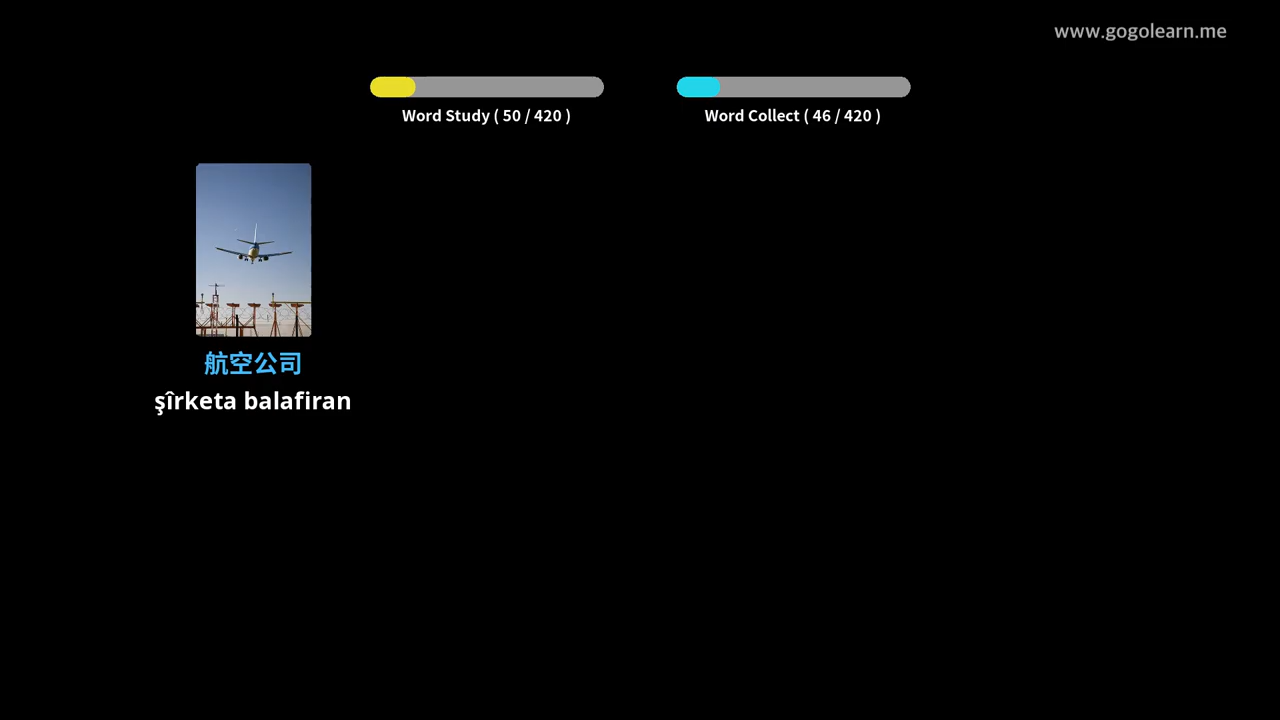 www.gogolearn.me
Word Study ( 50 / 420 )
Word Collect ( 46 / 420 )
航空公司
şîrketa balafiran